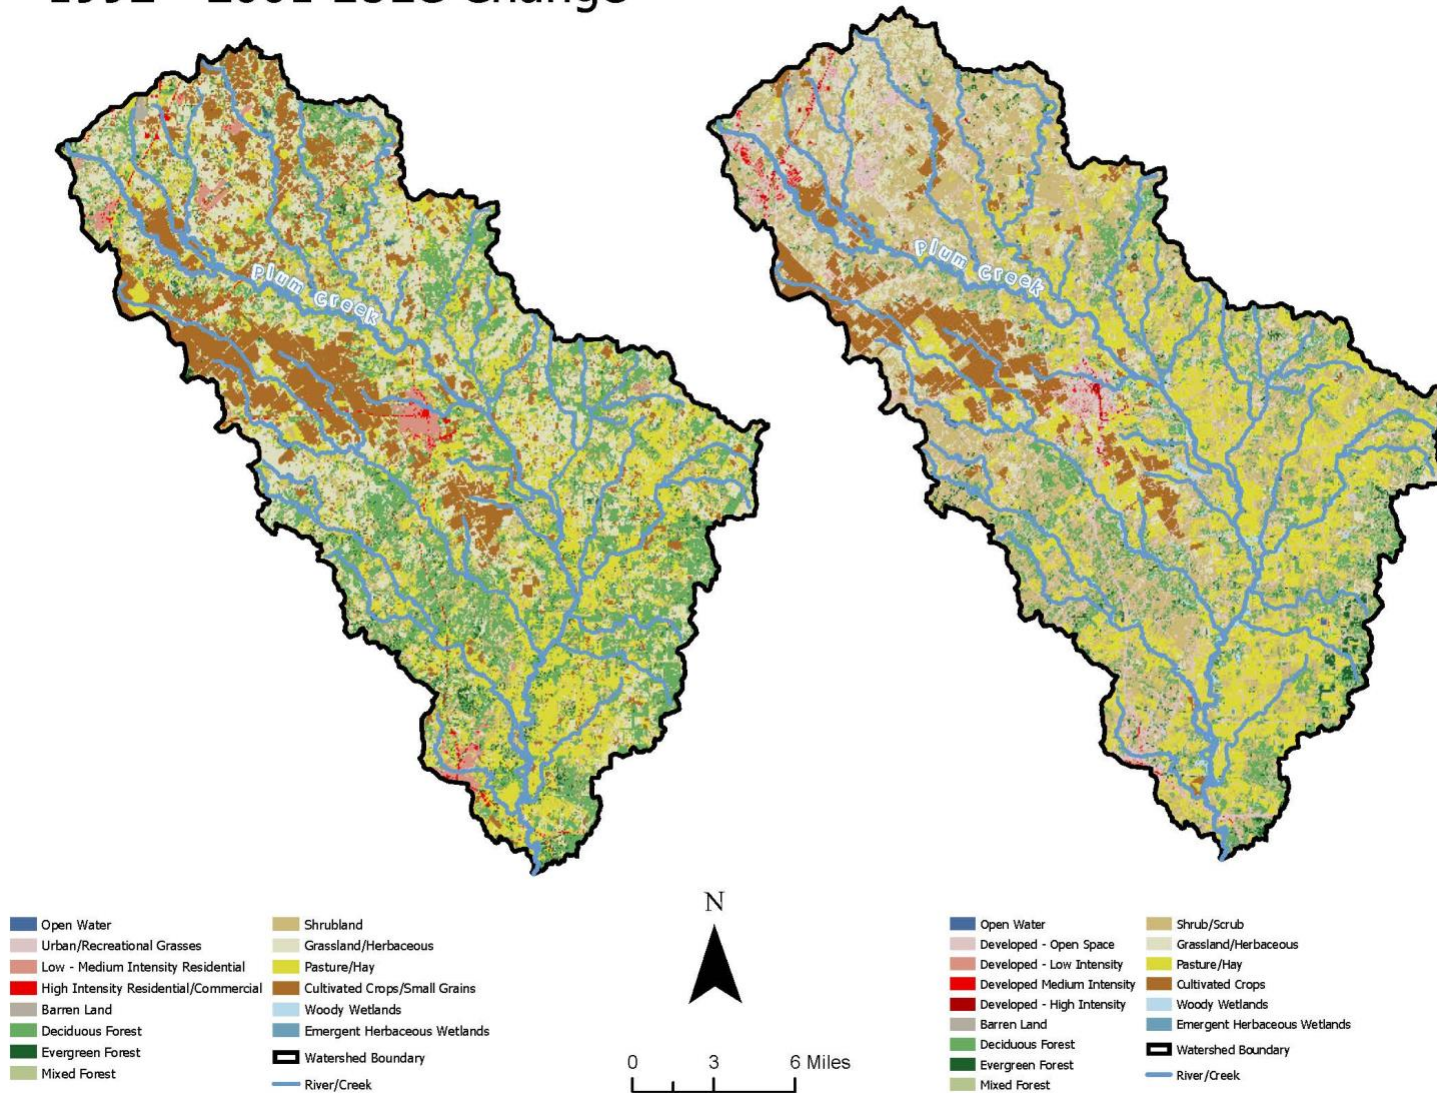 Plum Creek
Plum Creek
Open Water
Urban/Recreational Grasses
Low - Medium Intensity Residential
High Intensity Residential/Commercial
Barren Land
Deciduous Forest
Evergreen Forest
Mixed Forest
Shrubland
Grassland/Herbaceous
Pasture/Hay
Cultivated Crops/Small Grains
Woody Wetlands
Emergent Herbaceous Wetlands
Watershed Boundary
River/Creek
N
0 3 6 Miles
Open Water
Developed - Open Space
Developed - Low Intensity
Developed Medium Intensity
Developed - High Intensity
Barren Land
Deciduous Forest
Evergreen Forest
Mixed Forest
Shrub/Scrub
Grassland/Herbaceous
Pasture/Hay
Cultivated Crops
Woody Wetlands
Emergent Herbaceous Wetlands
Watershed Boundary
River/Creek